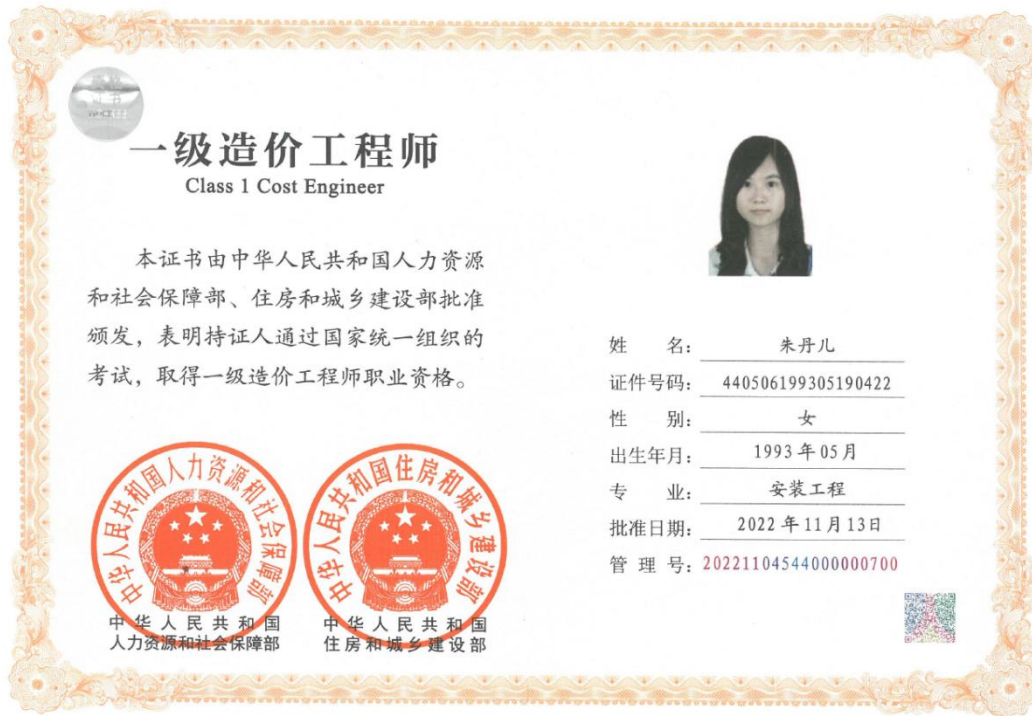 一级造价工程师
Class 1 Cost Engineer
本证书由中华人民共和国人力资源
和社会保障部、住房和城乡建设部批准
颁发，表明持证人通过国家统一组织的
考试，取得一级造价工程师职业资格。
中华人民共和国人力资源和社会保障部
中华人民共和国住房和城乡建设部
中华人民共和国
人力资源和社会保障部
中华人民共和国
住房和城乡建设部
姓 名： 朱丹儿
证件号码： 440506199305190422
性 别： 女
出生年月： 1993年05月
专 业： 安装工程
批准日期： 2022年11月13日
管 理 号： 20221104544000000700